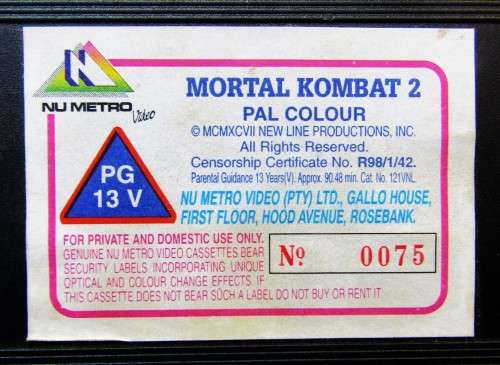 NU METRO
Video
MORTAL KOMBAT 2
PAL COLOUR
© MCMXCVII NEW LINE PRODUCTIONS, INC.
All Rights Reserved.
Censorship Certificate No. R98/1/42.
Parental Guidance 13 Years(V). Approx. 90.48 min. Cat. No. 121VNL.
PG
13 V
NU METRO VIDEO (PTY) LTD., GALLO HOUSE,
FIRST FLOOR, HOOD AVENUE, ROSEBANK.
FOR PRIVATE AND DOMESTIC USE ONLY.
GENUINE NU METRO VIDEO CASSETTES BEAR
SECURITY LABELS INCORPORATING UNIQUE
OPTICAL AND COLOUR CHANGE EFFECTS. IF
THIS CASSETTE DOES NOT BEAR SUCH A LABEL DO NOT BUY OR RENT IT.
No. 0075